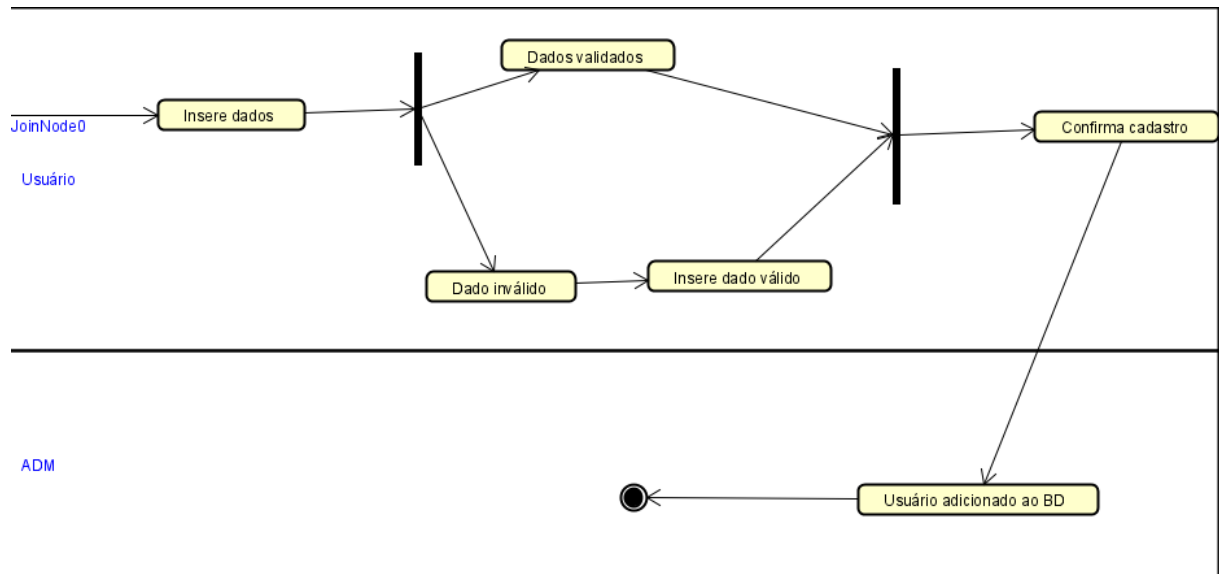 Dados validados
Insere dados
JoinNode0
Confirma cadastro
Usuário
Dado inválido
Insere dado válido
ADM
Usuário adicionado ao BD